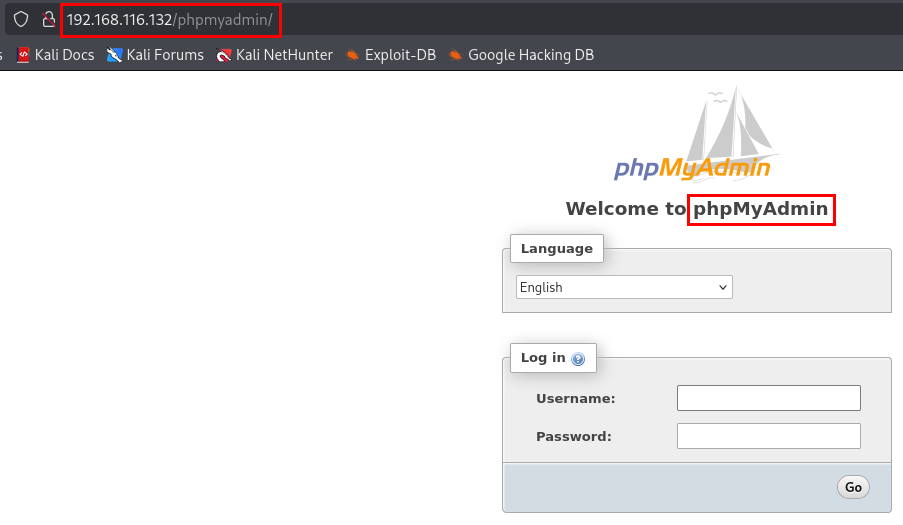 192.168.116.132/phpmyadmin/
Kali Docs Kali Forums Kali NetHunter Exploit-DB Google Hacking DB
phpMyAdmin
Welcome to phpMyAdmin
Language
English
Log in
Username:
Password:
Go